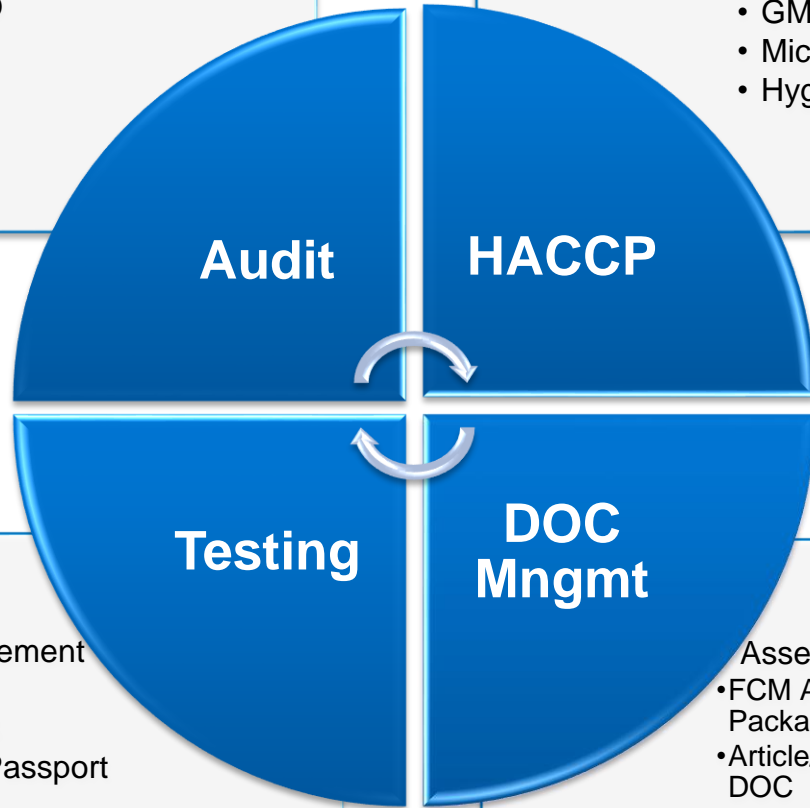 • GM
• Mic
• Hyg
Audit
HACCP
Testing
DOC
Mngmt
ement
Passport
Asse
•FCM A
Packa
•Article
DOC